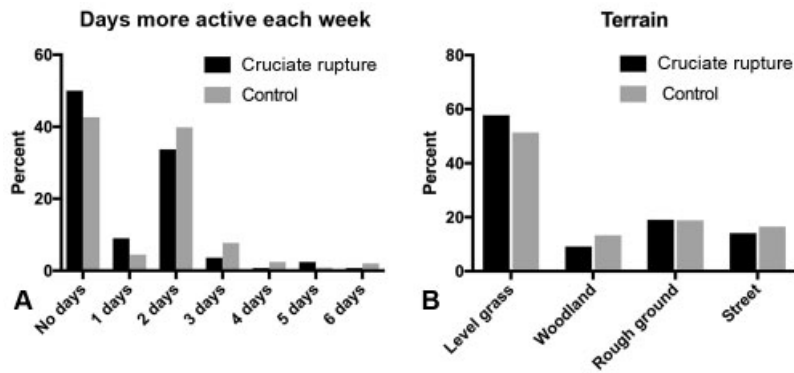 Days more active each week
60
40
20
0
Percent
Cruciate rupture
Control
No days
1 days
2 days
3 days
4 days
5 days
6 days
A
Terrain
80
60
40
20
0
Percent
Cruciate rupture
Control
Level grass
Woodland
Rough ground
Street
B